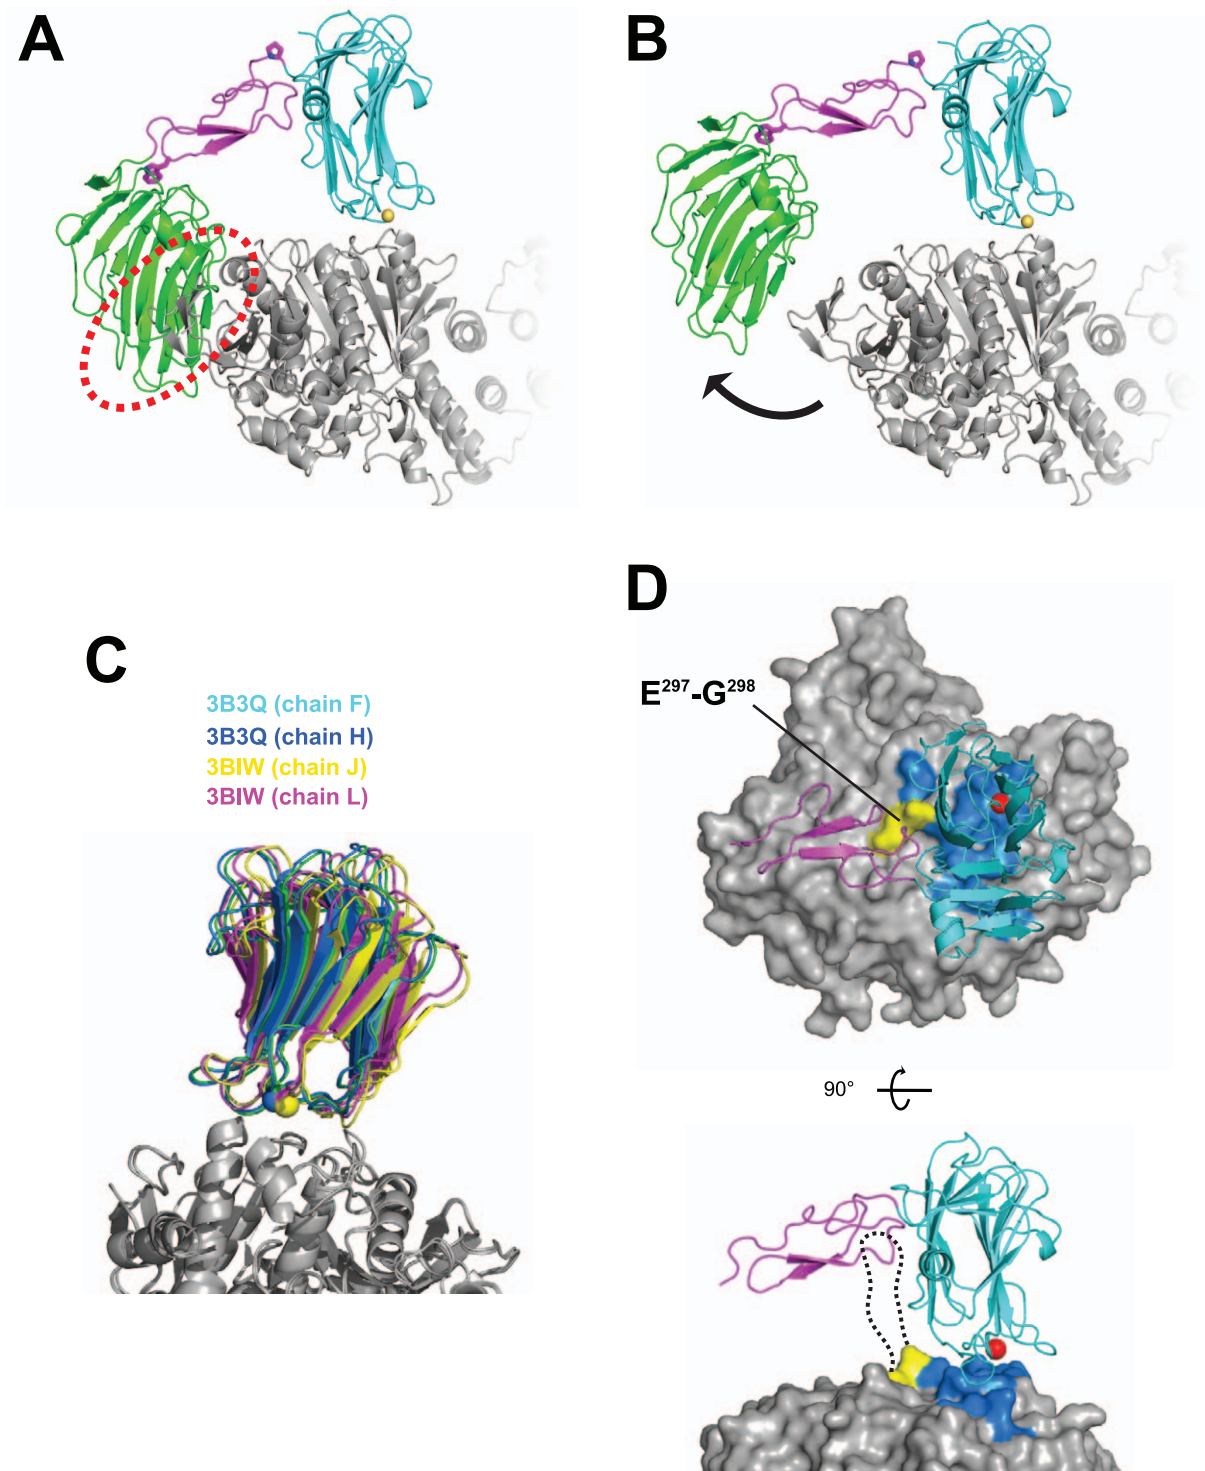 A
B
C
3B3Q (chain F)
3B3Q (chain H)
3BIW (chain J)
3BIW (chain L)
D
E²⁹⁷-G²⁹⁸
90°